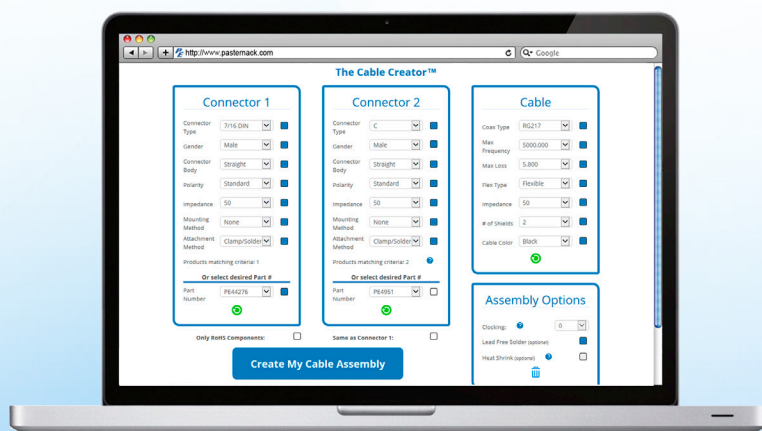 http://www.pasternack.com
Google
The Cable Creator™
Connector 1
Connector Type 7/16 DIN
Gender Male
Connector Body Straight
Polarity Standard
Impedance 50
Mounting Method None
Attachment Method Clamp/Solder
Products matching criteria: 1
Or select desired Part #
Part Number PE44276
Only RoHS Components:
Connector 2
Connector Type C
Gender Male
Connector Body Straight
Polarity Standard
Impedance 50
Mounting Method None
Attachment Method Clamp/Solder
Products matching criteria: 2 ?
Or select desired Part #
Part Number PE4951
Same as Connector 1:
Cable
Coax Type RG217
Max Frequency 5000.000
Max Loss 5.000
Flex Type Flexible
Impedance 50
# of Shields 2
Cable Color Black
Assembly Options
Clocking: ? 0
Lead Free Solder (optional)
Heat Shrink (optional) ?
Create My Cable Assembly